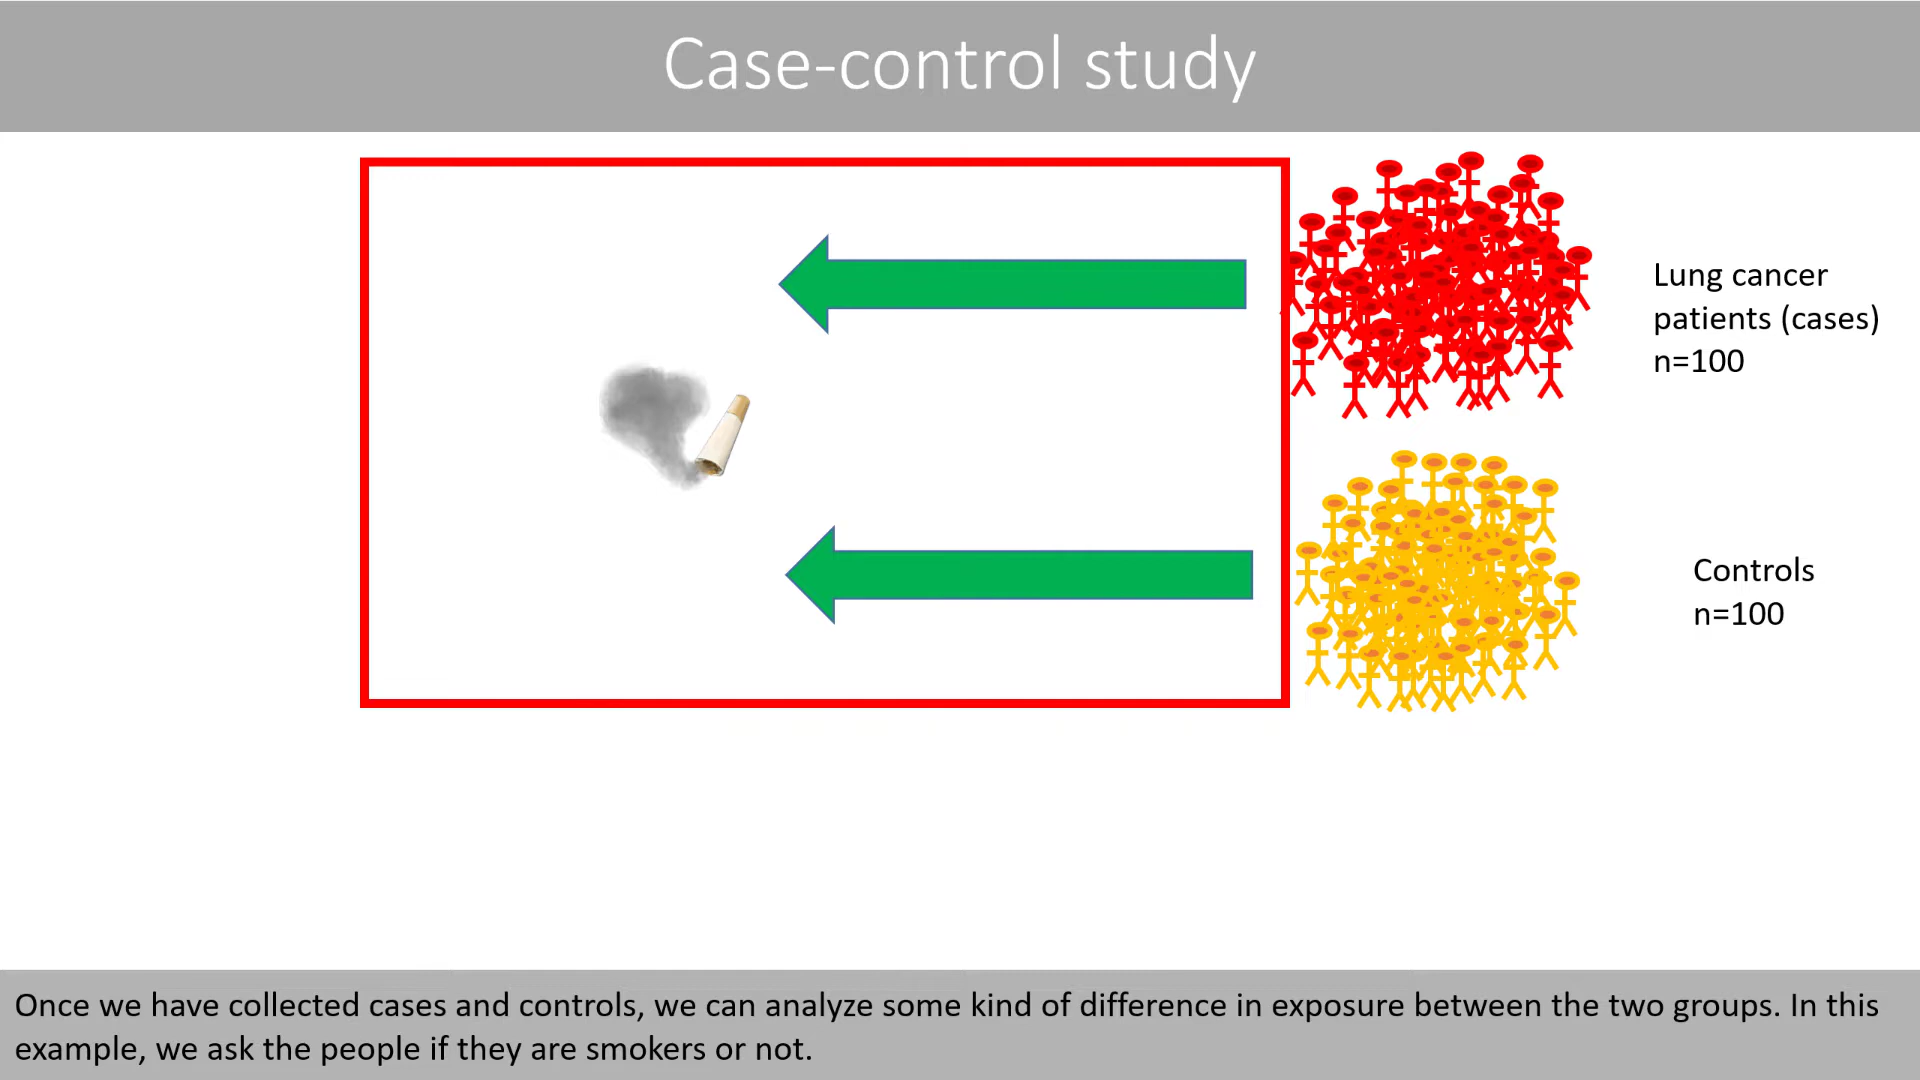 Case-control study
Lung cancer
patients (cases)
n=100
Controls
n=100
Once we have collected cases and controls, we can analyze some kind of difference in exposure between the two groups. In this
example, we ask the people if they are smokers or not.